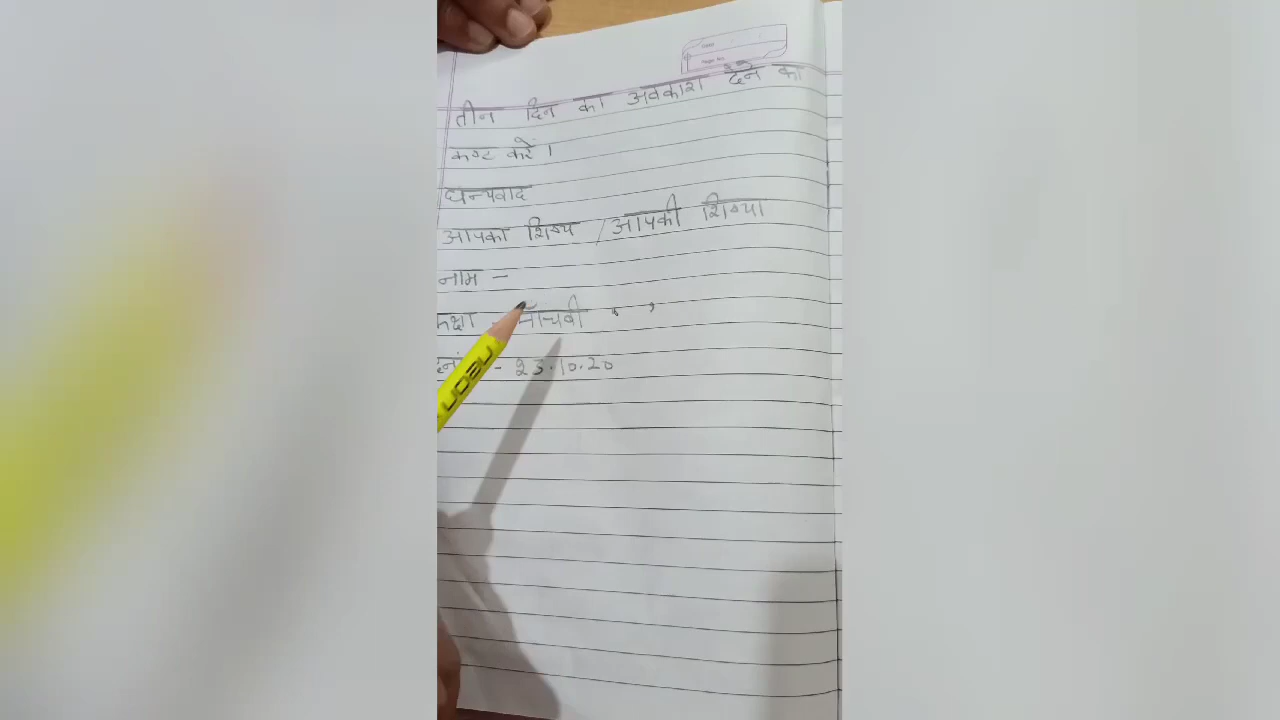 तीन दिन का अवकाश देने का
कष्ट करें ।
धन्यवाद
आपका शिष्य / आपकी शिष्या
नाम -
कक्षा - पाँचवी
- 23.10.20